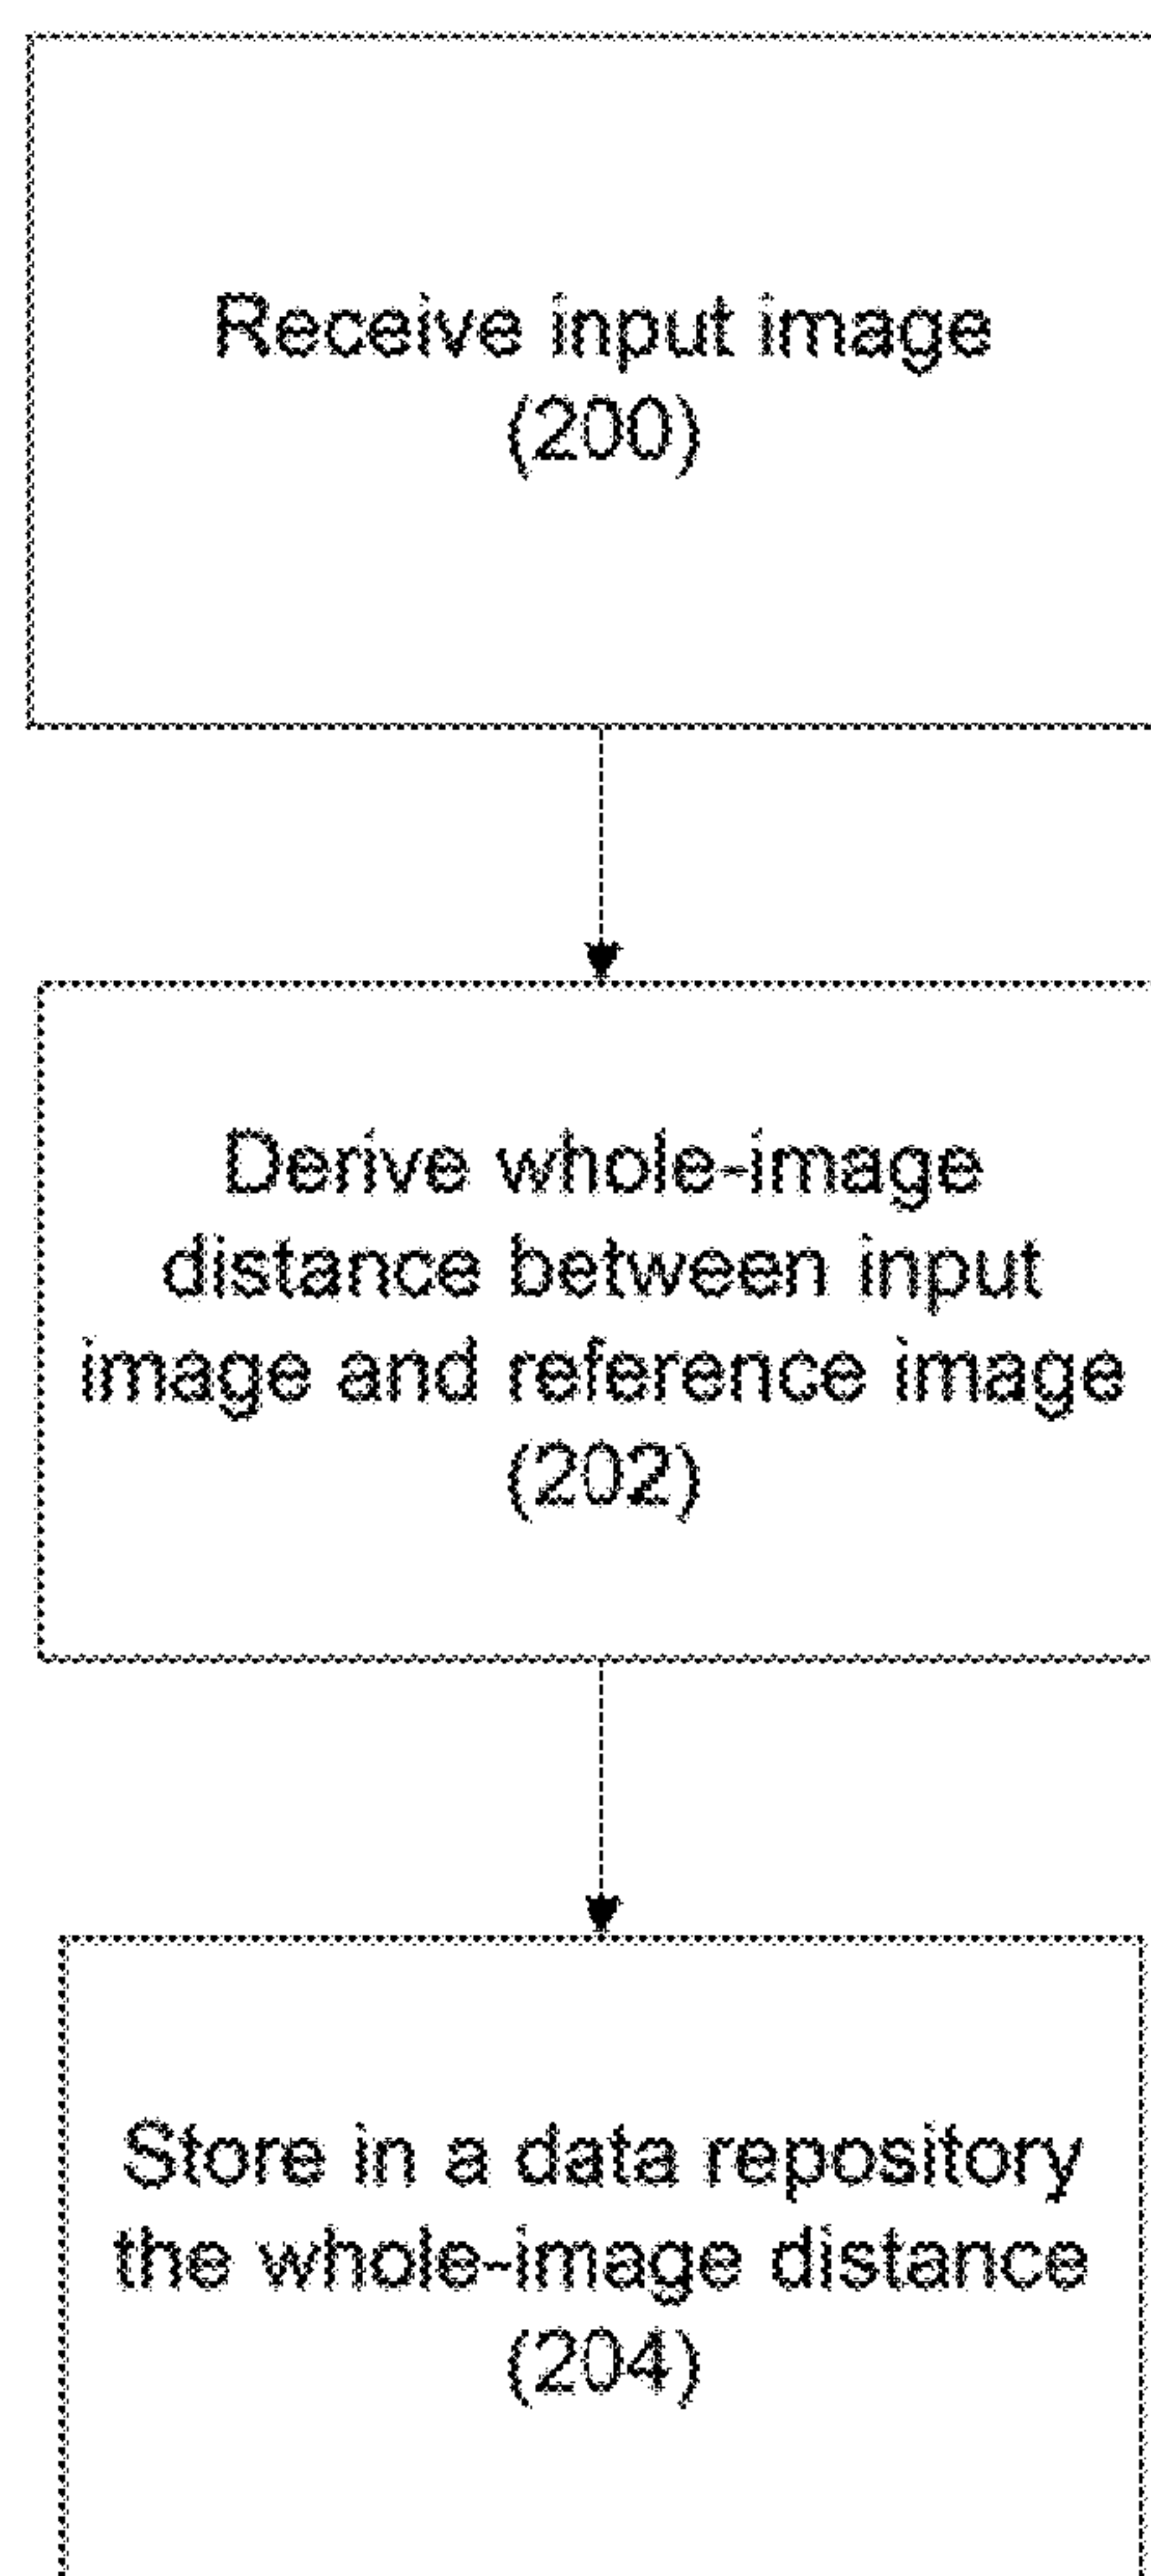 Receive input image
(200)
Derive whole-image
distance between input
image and reference image
(202)
Store in a data repository
the whole-image distance
(204)